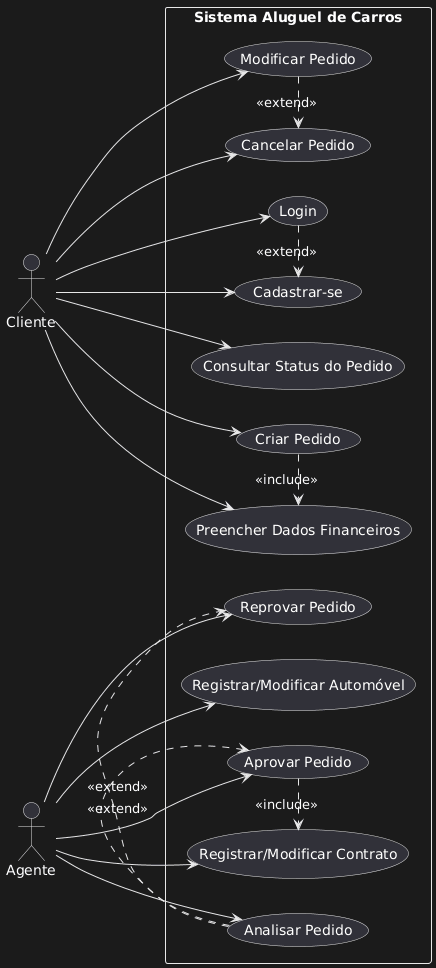 Sistema Aluguel de Carros
Modificar Pedido
«extend»
Cancelar Pedido
Login
«extend»
Cliente
Cadastrar-se
Consultar Status do Pedido
Criar Pedido
«include»
Preencher Dados Financeiros
Reprovar Pedido
Registrar/Modificar Automóvel
Aprovar Pedido
«extend»
«extend»
«include»
Agente
Registrar/Modificar Contrato
Analisar Pedido